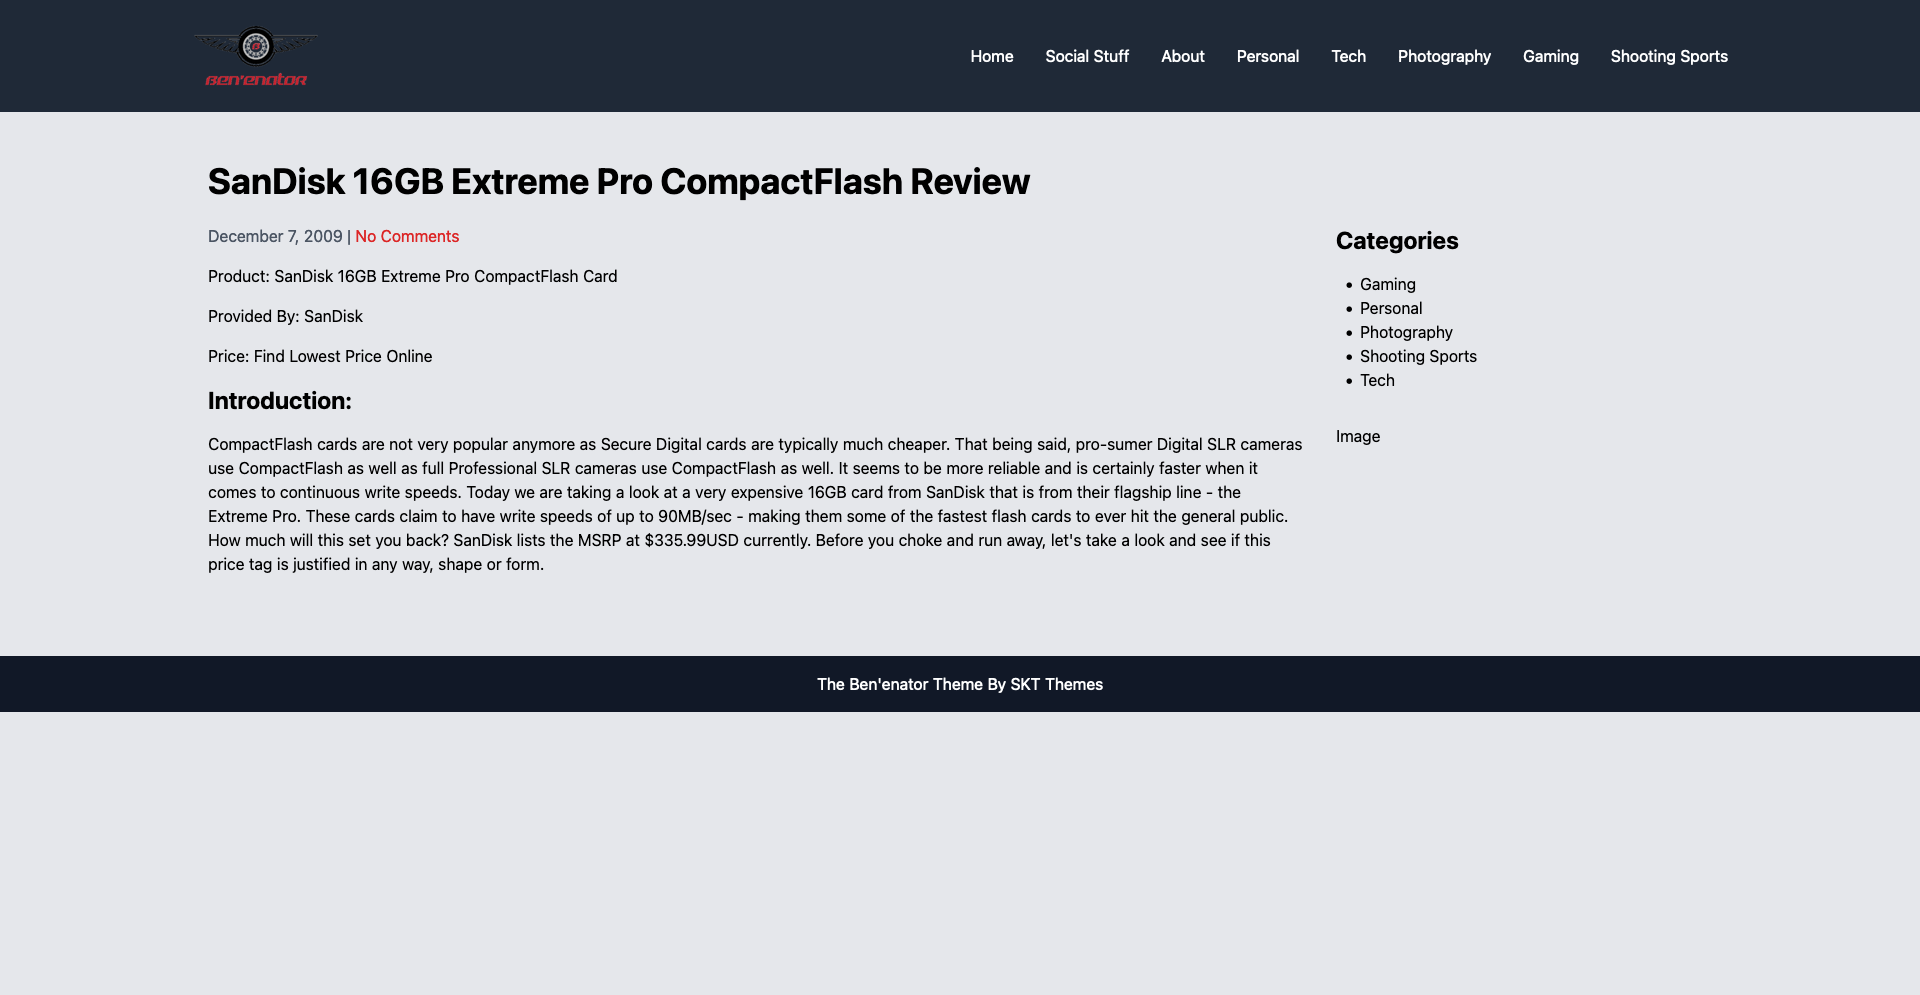 BEN'ENATOR
Home Social Stuff About Personal Tech Photography Gaming Shooting Sports
SanDisk 16GB Extreme Pro CompactFlash Review
December 7, 2009 | No Comments
Product: SanDisk 16GB Extreme Pro CompactFlash Card
Provided By: SanDisk
Price: Find Lowest Price Online
Introduction:
CompactFlash cards are not very popular anymore as Secure Digital cards are typically much cheaper. That being said, pro-sumer Digital SLR cameras
use CompactFlash as well as full Professional SLR cameras use CompactFlash as well. It seems to be more reliable and is certainly faster when it
comes to continuous write speeds. Today we are taking a look at a very expensive 16GB card from SanDisk that is from their flagship line - the
Extreme Pro. These cards claim to have write speeds of up to 90MB/sec - making them some of the fastest flash cards to ever hit the general public.
How much will this set you back? SanDisk lists the MSRP at $335.99USD currently. Before you choke and run away, let's take a look and see if this
price tag is justified in any way, shape or form.
Categories
• Gaming
• Personal
• Photography
• Shooting Sports
• Tech
Image
The Ben'enator Theme By SKT Themes